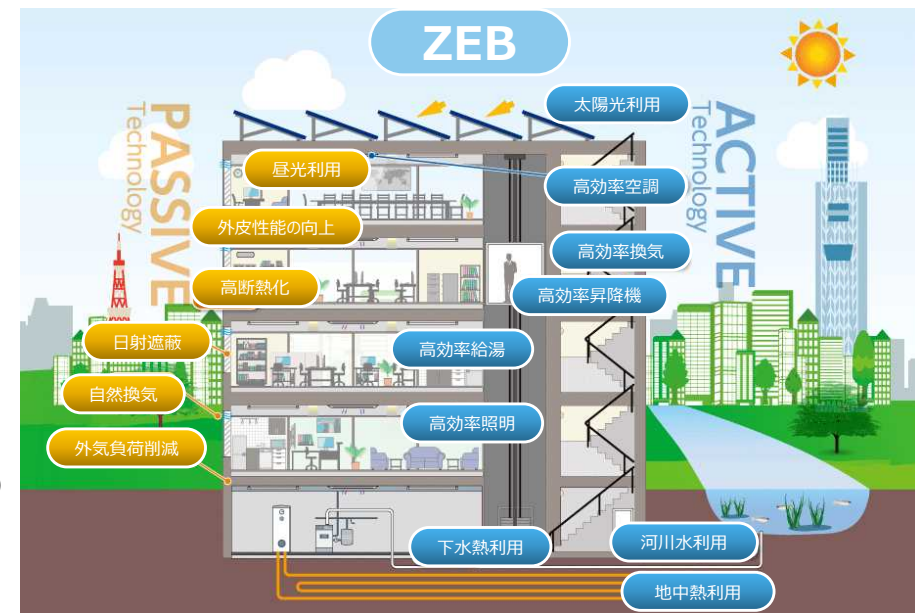 ZEB
PASSIVE
Technology
ACTIVE
Technology
太陽光利用
昼光利用
高効率空調
外皮性能の向上
高効率換気
高断熱化
高効率昇降機
日射遮蔽
高効率給湯
自然換気
高効率照明
外気負荷削減
下水熱利用
河川水利用
地中熱利用